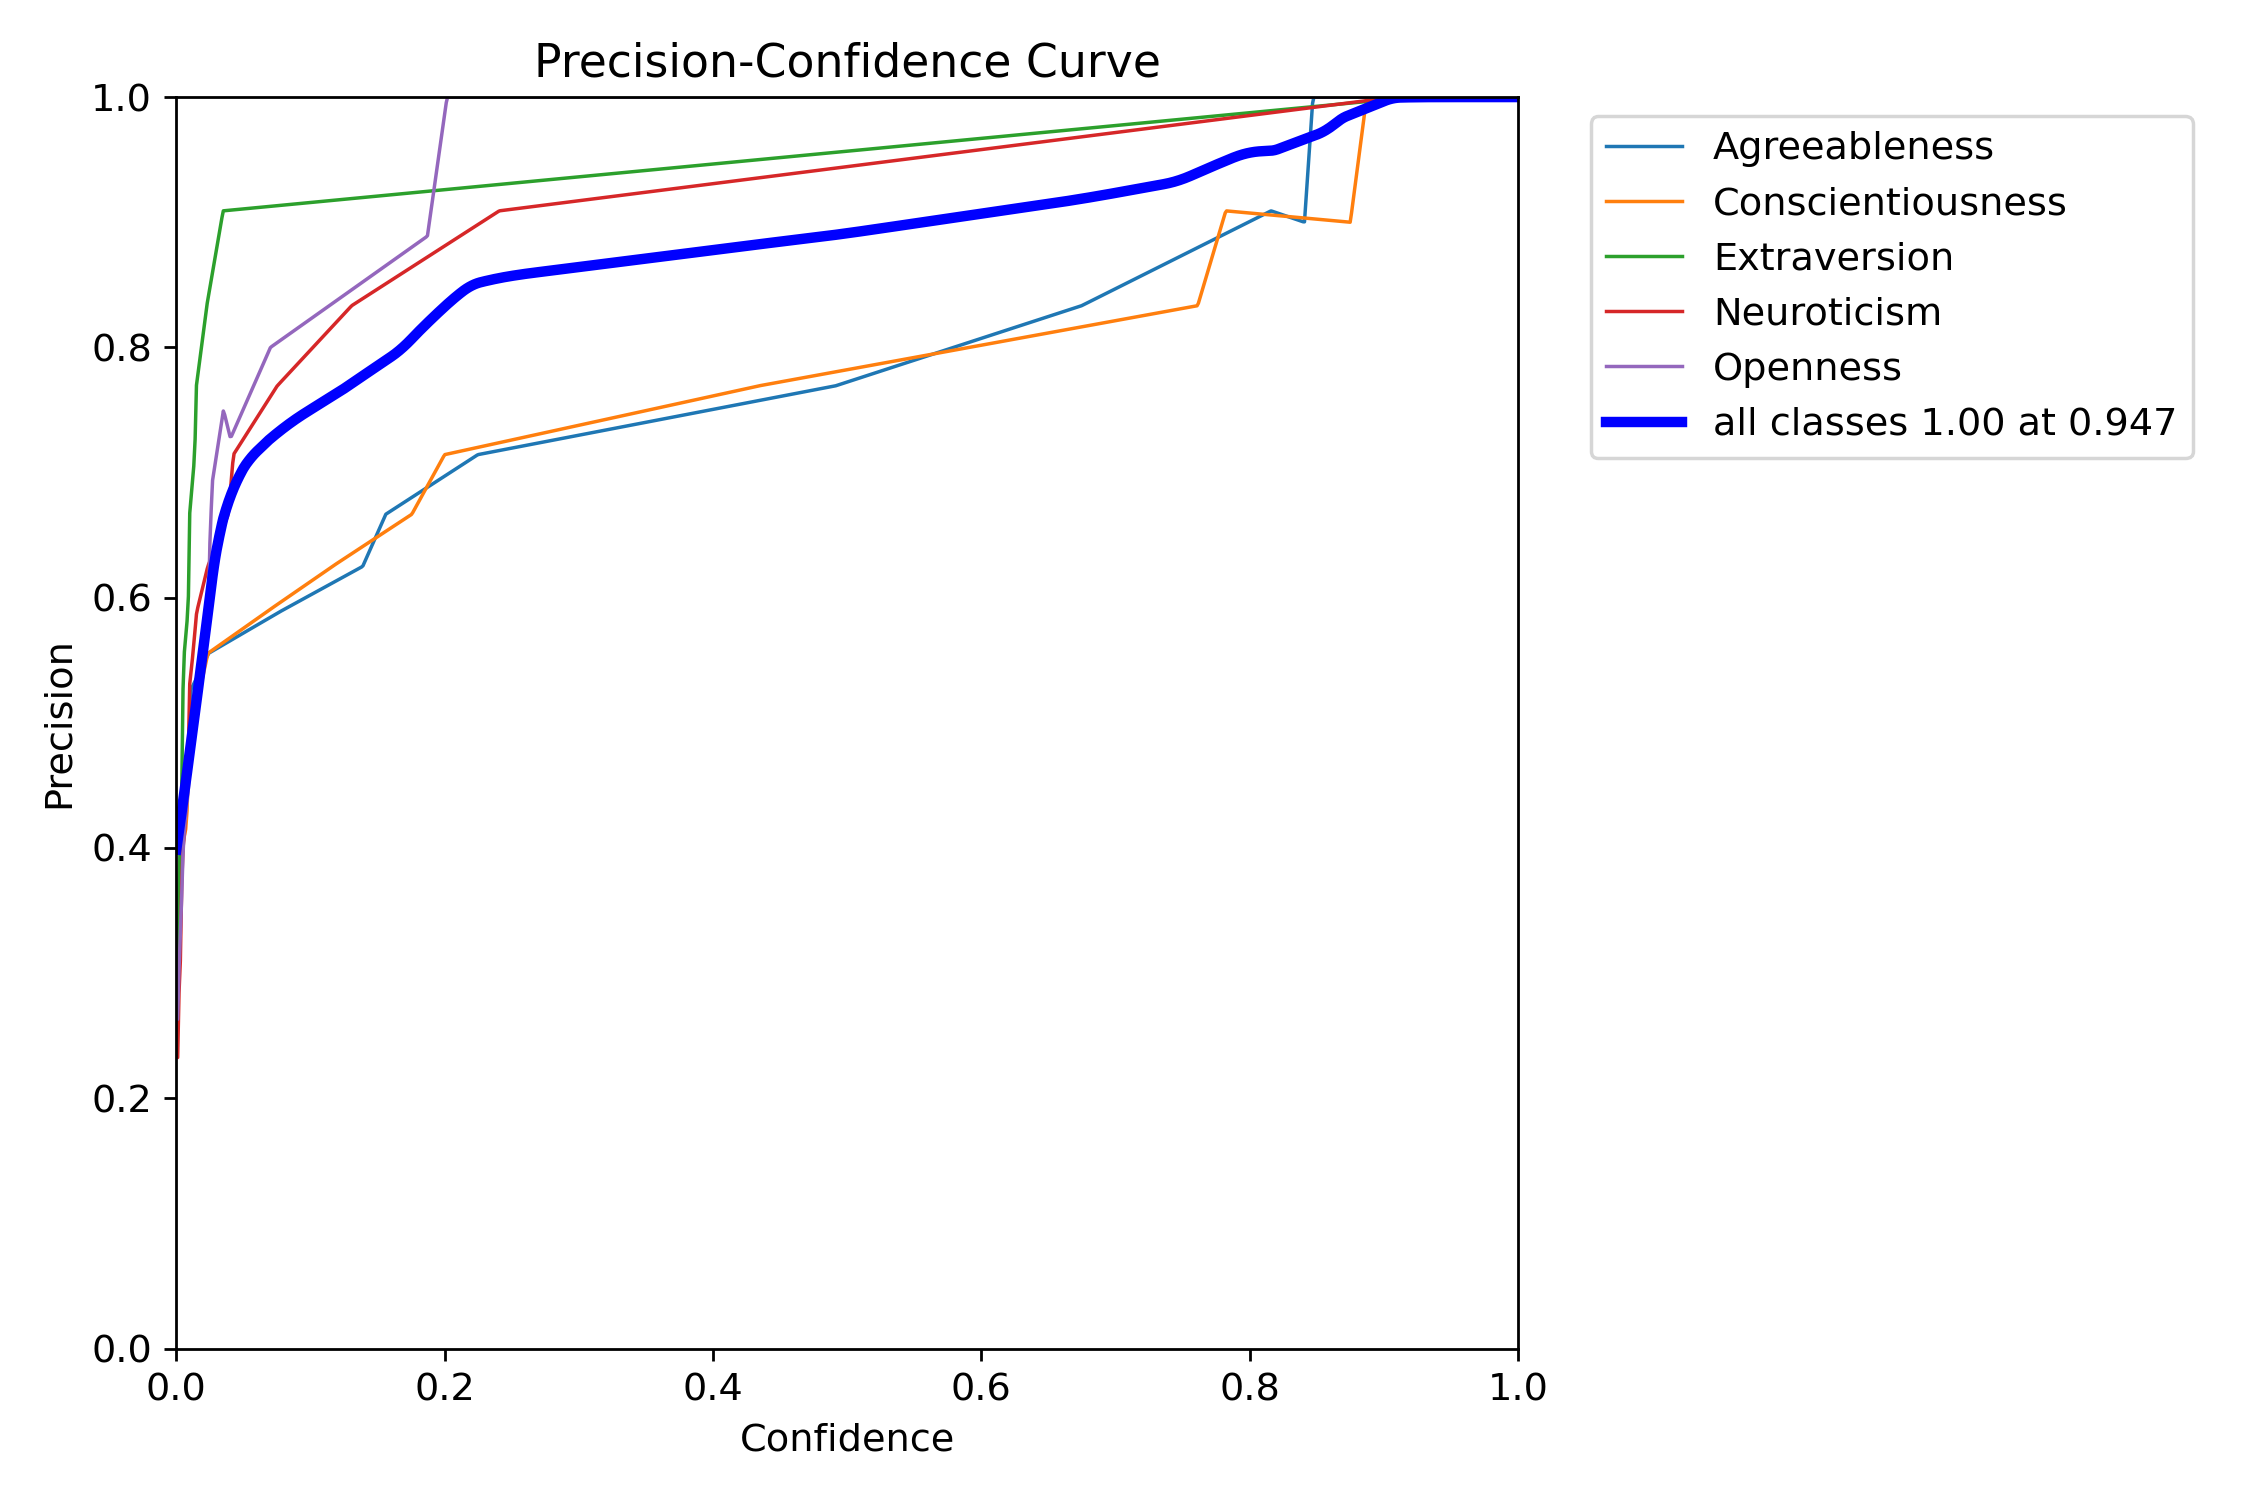 Precision-Confidence Curve
1.0
0.8
0.6
0.4
0.2
0.0
Precision
0.0 0.2 0.4 0.6 0.8 1.0
Confidence
Agreeableness
Conscientiousness
Extraversion
Neuroticism
Openness
all classes 1.00 at 0.947